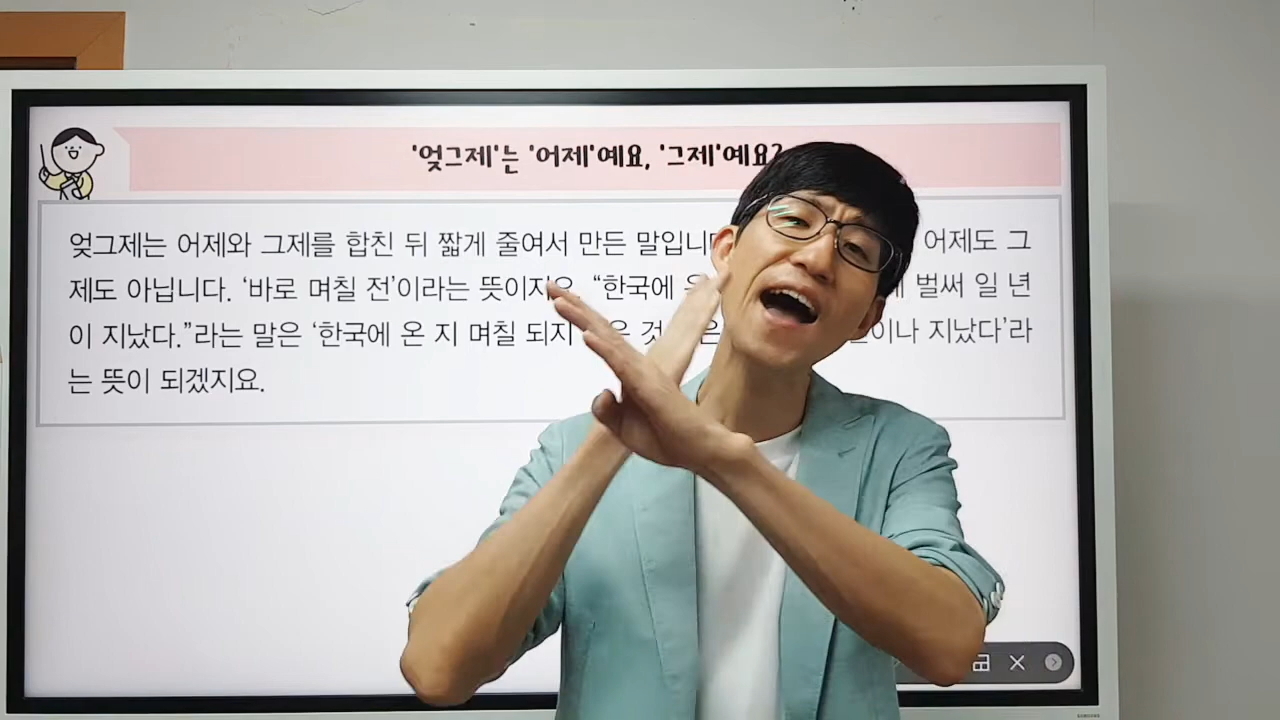 '엊그제'는 '어제'예요, '그제'예요?
엊그제는 어제와 그제를 합친 뒤 짧게 줄여서 만든 말입니 어제도 그
제도 아닙니다. '바로 며칠 전'이라는 뜻이지요. "한국에 벌써 일 년
이 지났다."라는 말은 '한국에 온 지 며칠 되지 것 지났다'라
는 뜻이 되겠지요.